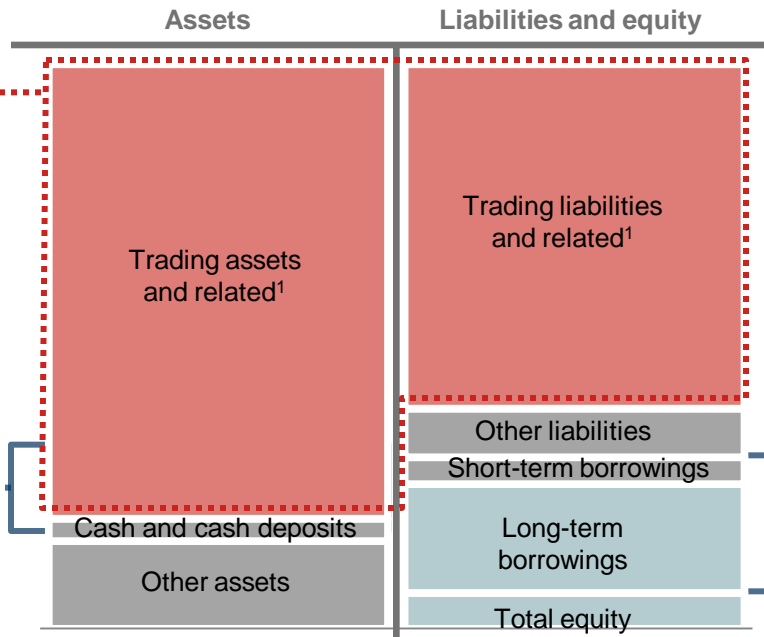 Assets
Liabilities and equity
Trading assets
and related¹
Cash and cash deposits
Other assets
Trading liabilities
and related¹
Other liabilities
Short-term borrowings
Long-term
borrowings
Total equity